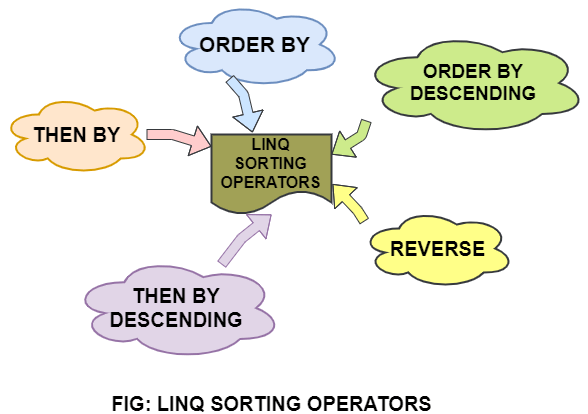 ORDER BY
ORDER BY
DESCENDING
THEN BY
LINQ
SORTING
OPERATORS
REVERSE
THEN BY
DESCENDING
FIG: LINQ SORTING OPERATORS